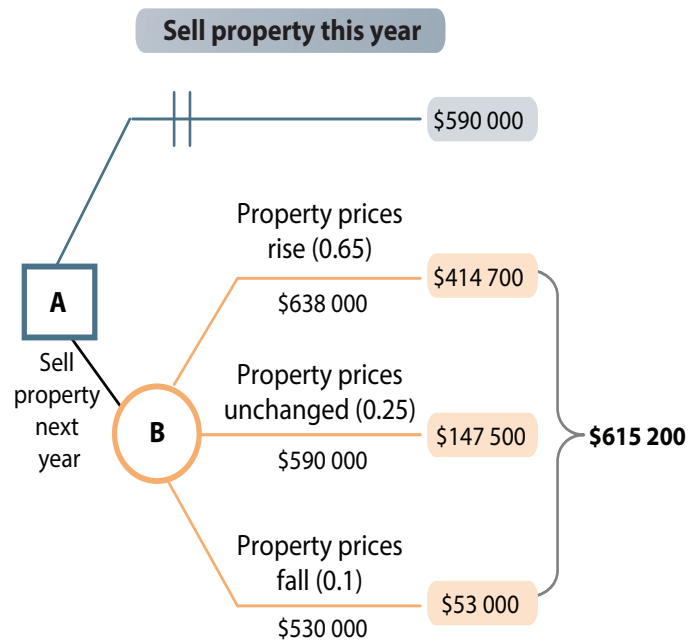 Sell property this year
$590 000
Property prices
rise (0.65)
$638 000
$414 700
A
Sell
property
next
year
B
Property prices
unchanged (0.25)
$590 000
$147 500
$615 200
Property prices
fall (0.1)
$530 000
$53 000